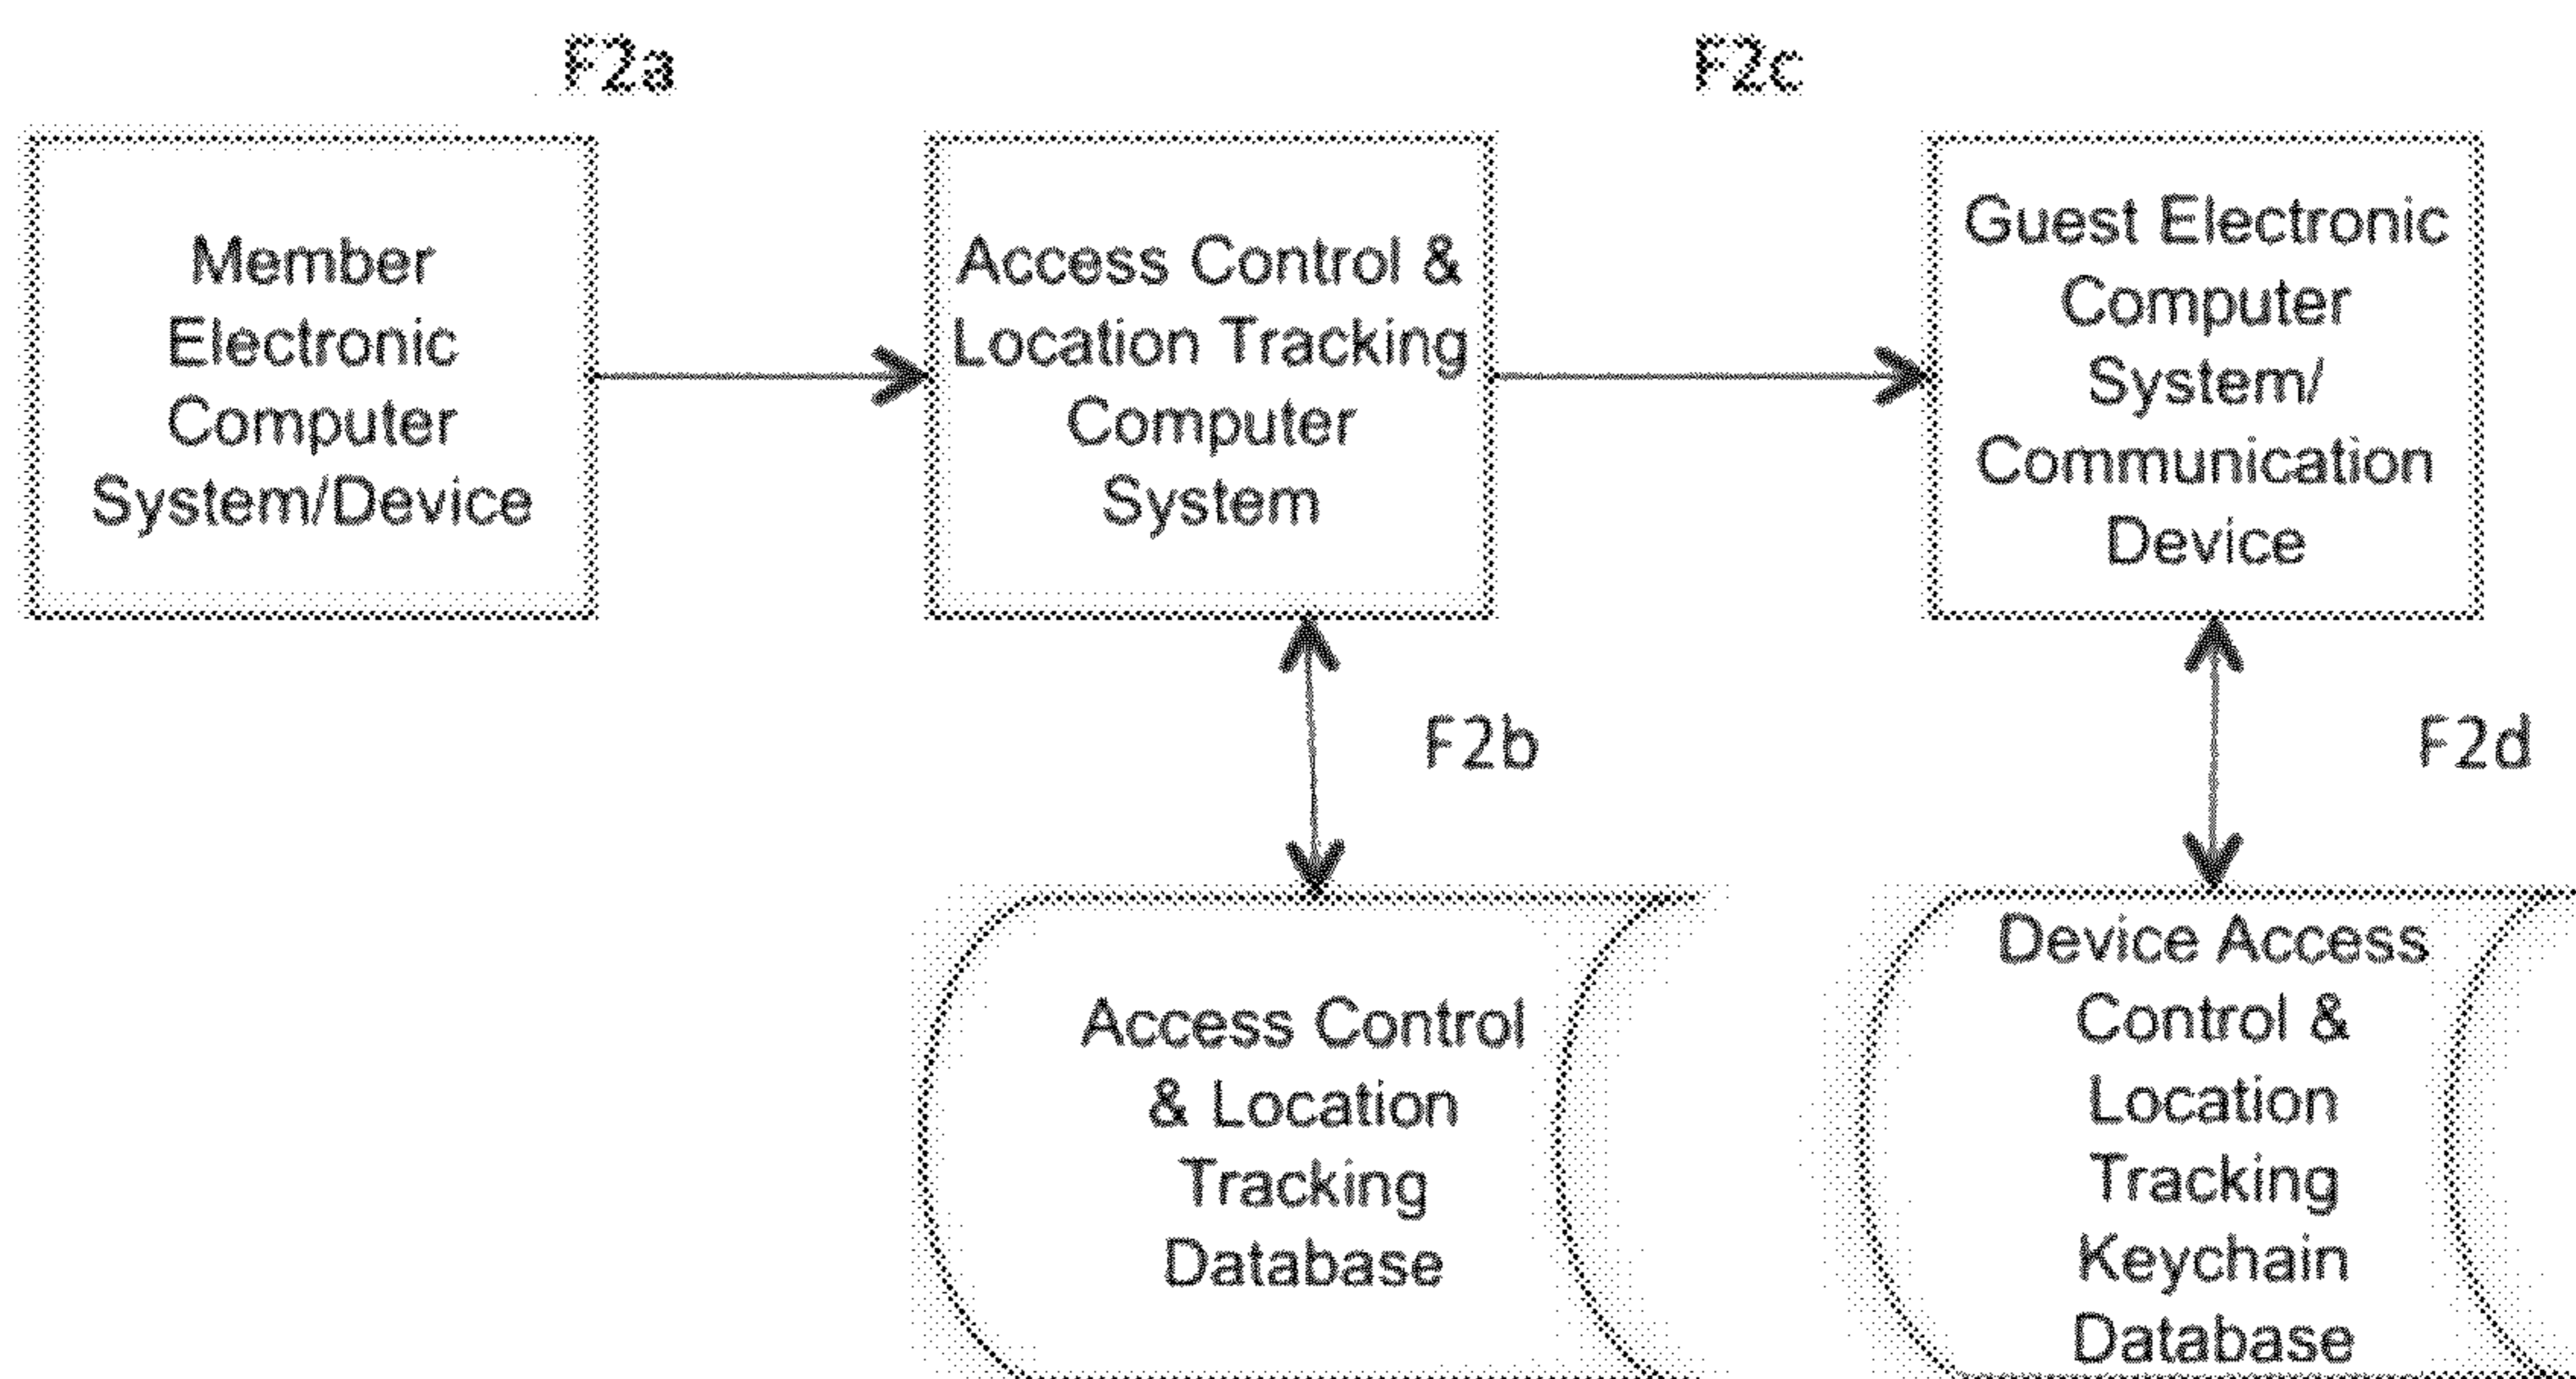 F2a
F2c
Member
Electronic
Computer
System/Device
Access Control &
Location Tracking
Computer
System
Guest Electronic
Computer
System/
Communication
Device
F2b
F2d
Access Control
& Location
Tracking
Database
Device Access
Control &
Location
Tracking
Keychain
Database